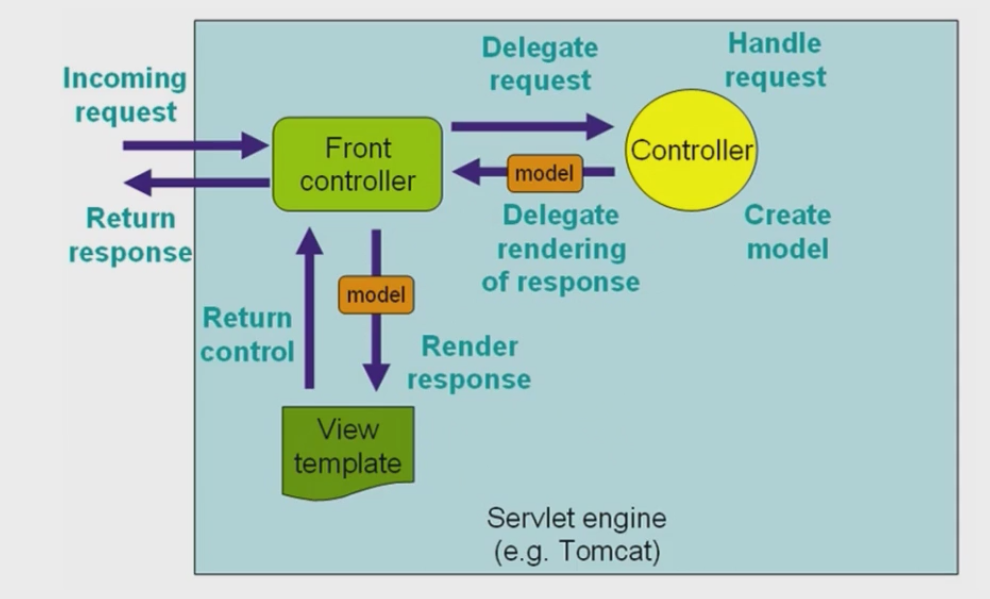 Incoming
request
Return
response
Delegate
request
Handle
request
Front
controller
Controller
model
Delegate
rendering
of response
Create
model
Return
control
model
Render
response
View
template
Servlet engine
(e.g. Tomcat)